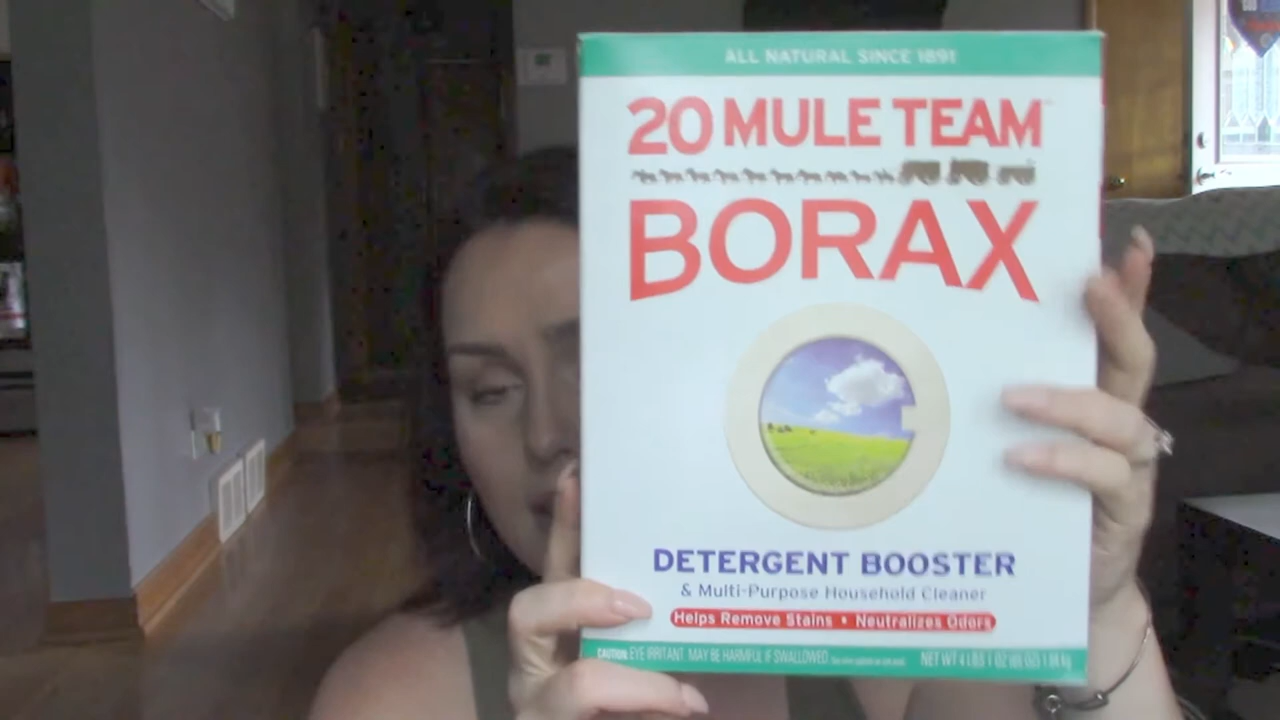 ALL NATURAL SINCE 1891
20 MULE TEAM
BORAX
DETERGENT BOOSTER
& Multi-Purpose Household Cleaner
Helps Remove Stains • Neutralizes Odors
CAUTION: EYE IRRITANT. MAY BE HARMFUL IF SWALLOWED. NET WT 4 LBS 1 OZ